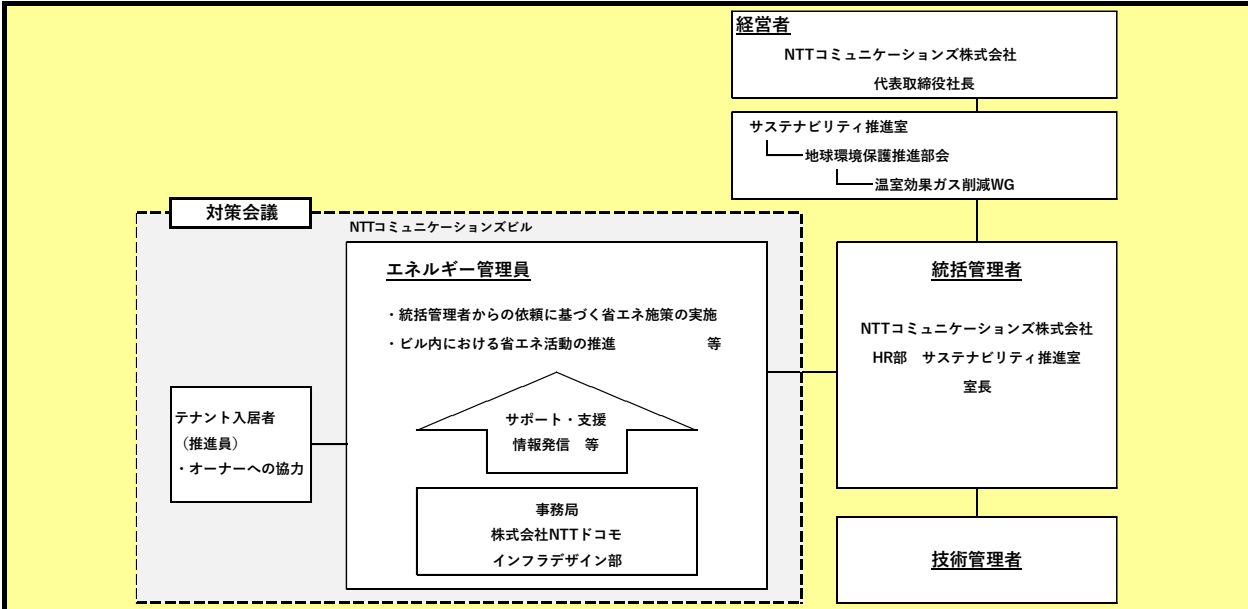 経営者
NTTコミュニケーションズ株式会社
代表取締役社長
サステナビリティ推進室
地球環境保護推進部会
温室効果ガス削減WG
対策会議
NTTコミュニケーションズビル
エネルギー管理員
・統括管理者からの依頼に基づく省エネ施策の実施
・ビル内における省エネ活動の推進　　　　　　等
サポート・支援
情報発信　等
事務局
株式会社NTTドコモ
インフラデザイン部
テナント入居者
（推進員）
・オーナーへの協力
統括管理者
NTTコミュニケーションズ株式会社
HR部　サステナビリティ推進室
室長
技術管理者